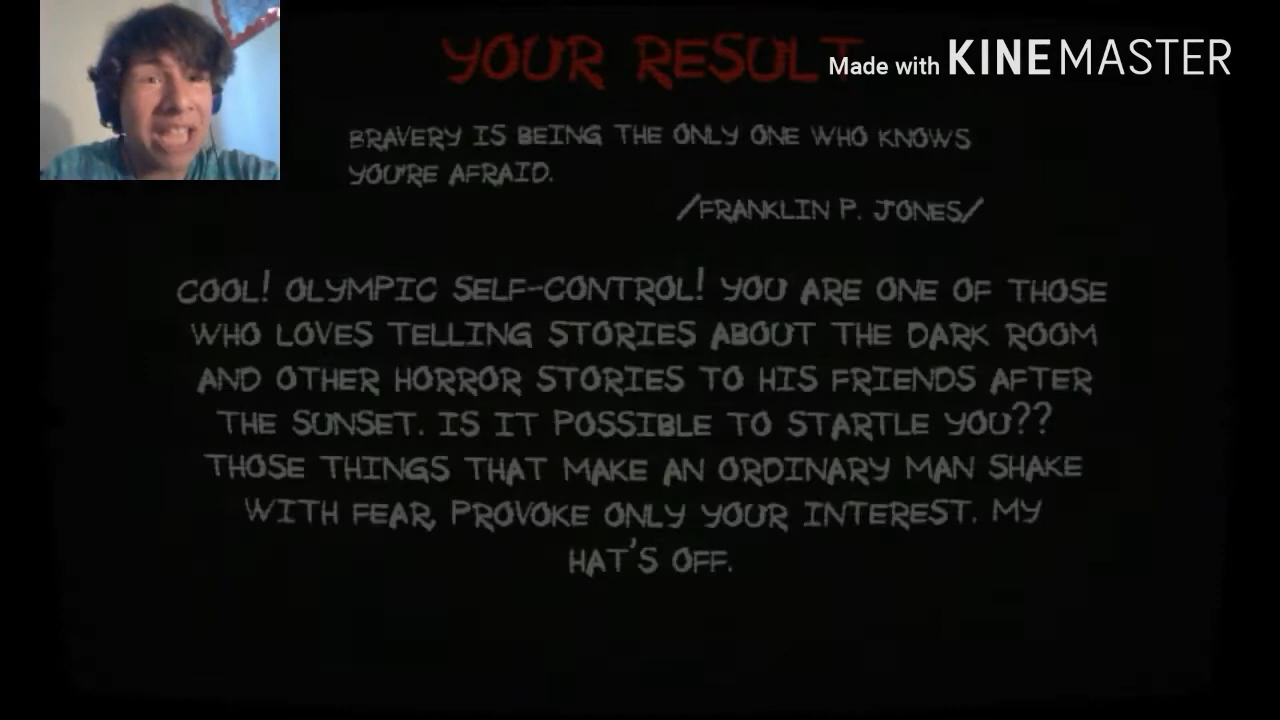 YOUR RESULT
Made with KINEMASTER
BRAVERY IS BEING THE ONLY ONE WHO KNOWS
YOU'RE AFRAID.
/FRANKLIN P. JONES/
COOL! OLYMPIC SELF-CONTROL! YOU ARE ONE OF THOSE
WHO LOVES TELLING STORIES ABOUT THE DARK ROOM
AND OTHER HORROR STORIES TO HIS FRIENDS AFTER
THE SUNSET. IS IT POSSIBLE TO STARTLE YOU??
THOSE THINGS THAT MAKE AN ORDINARY MAN SHAKE
WITH FEAR, PROVOKE ONLY YOUR INTEREST. MY
HAT'S OFF.